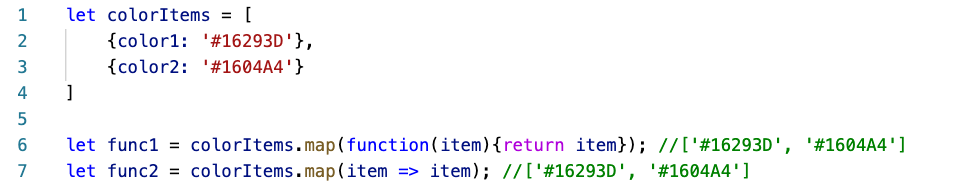 1 let colorItems = [
2 {color1: '#16293D'},
3 {color2: '#1604A4'}
4 ]
5
6 let func1 = colorItems.map(function(item){return item}); //['#16293D', '#1604A4']
7 let func2 = colorItems.map(item => item); //['#16293D', '#1604A4']